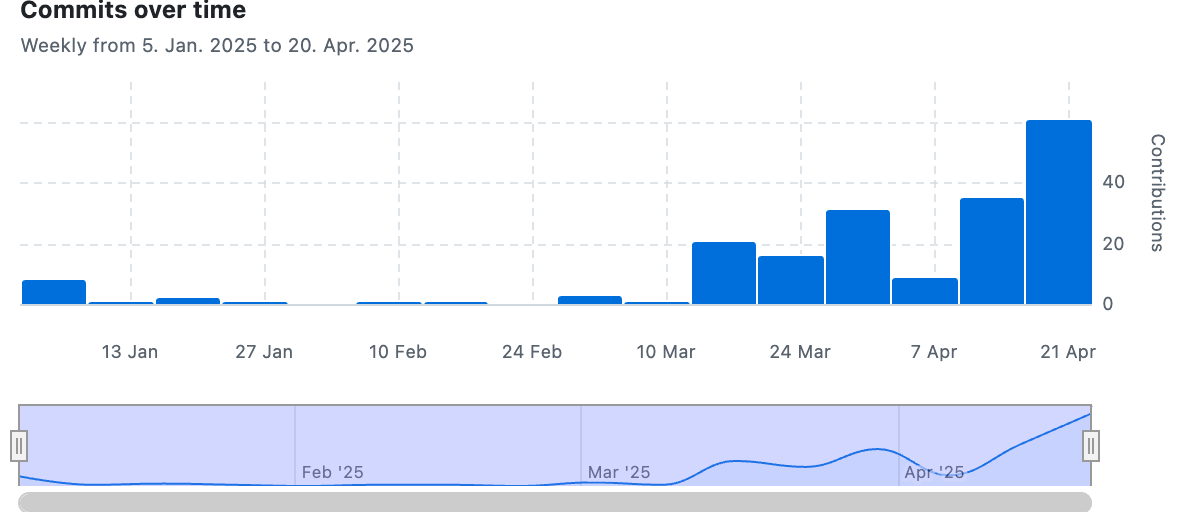 Commits over time
Weekly from 5. Jan. 2025 to 20. Apr. 2025
Contributions
40
20
0
13 Jan
27 Jan
10 Feb
24 Feb
10 Mar
24 Mar
7 Apr
21 Apr
Feb '25
Mar '25
Apr '25